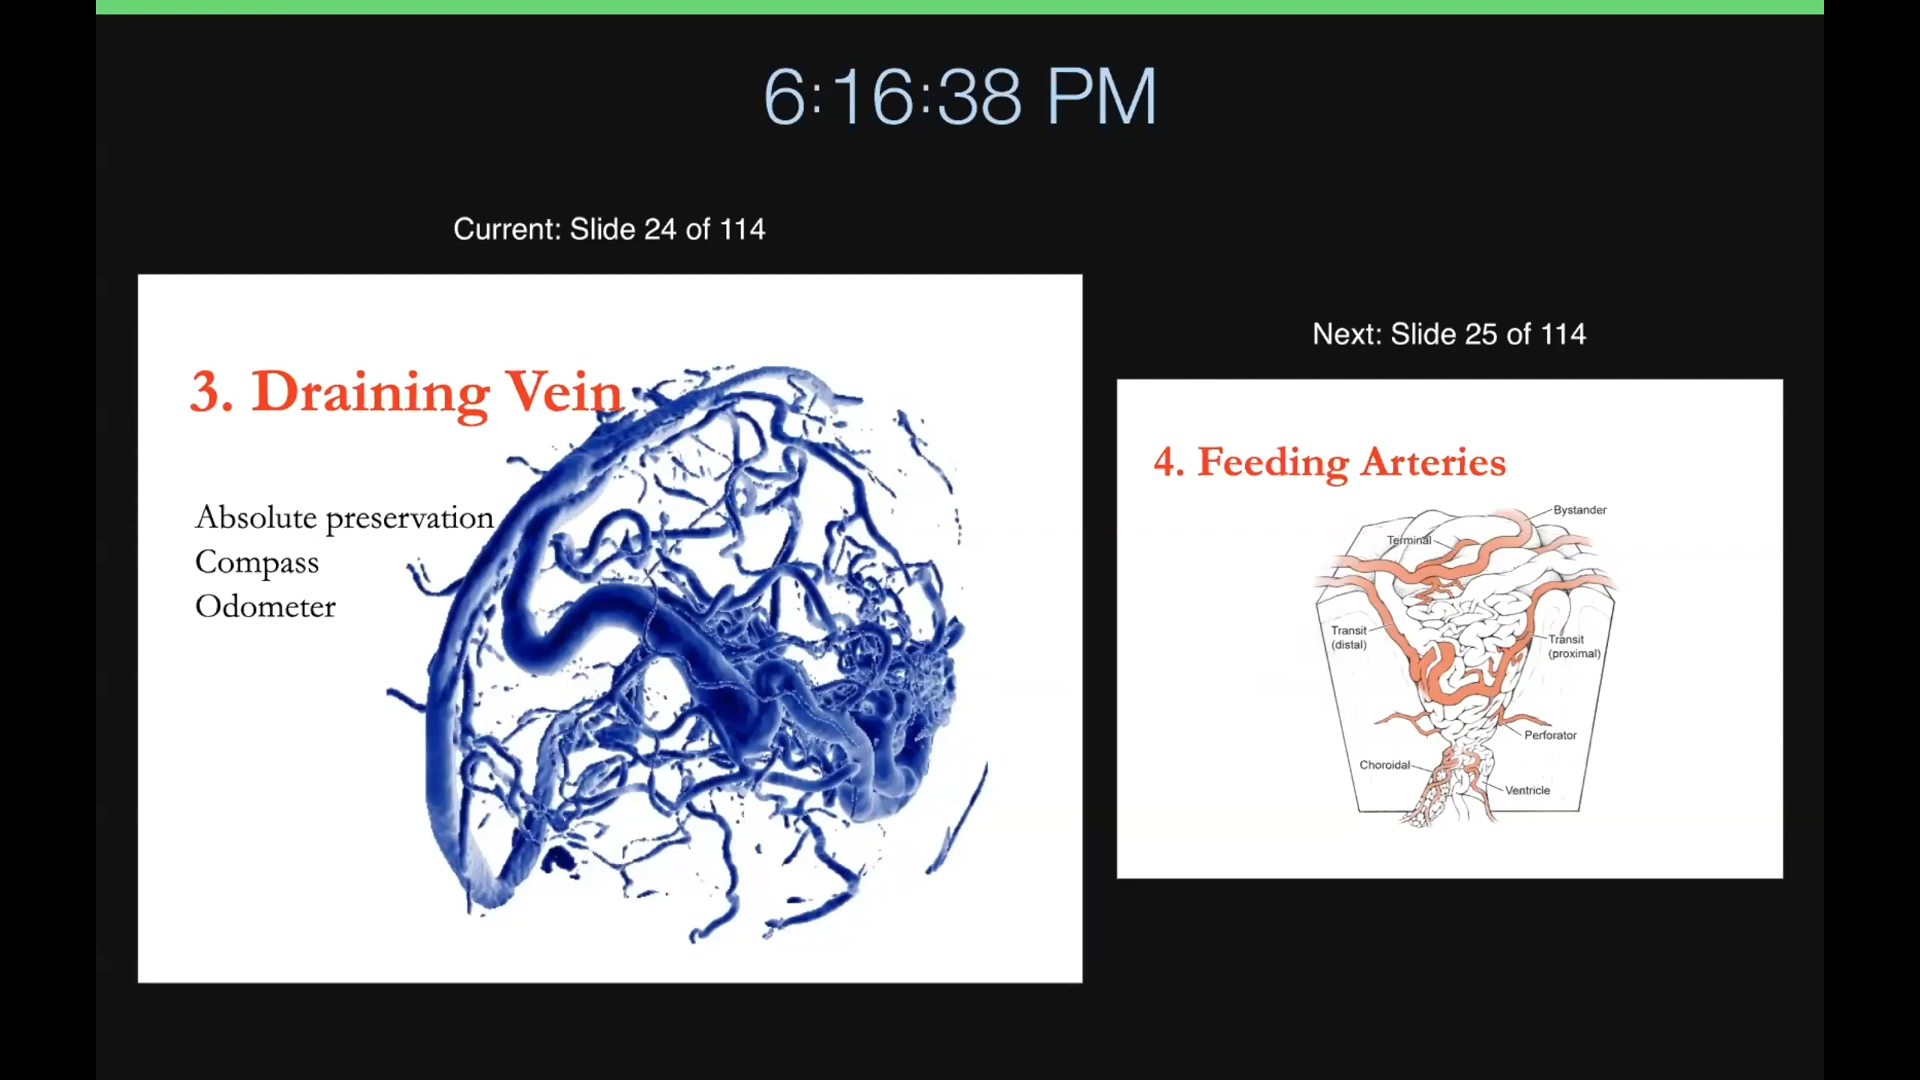 6:16:38 PM
Current: Slide 24 of 114
3. Draining Vein
Absolute preservation
Compass
Odometer
Next: Slide 25 of 114
4. Feeding Arteries
Bystander
Terminal
Transit
(distal)
Transit
(proximal)
Perforator
Choroidal
Ventricle